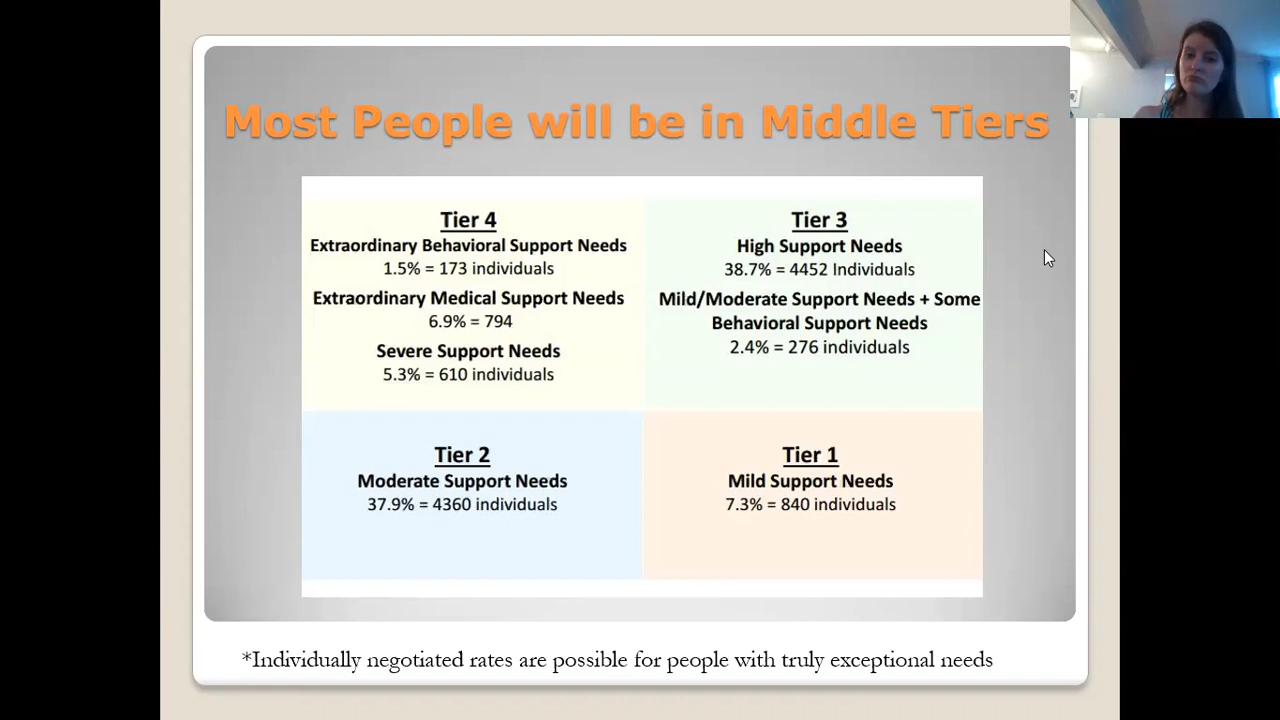 Most People will be in Middle Tiers
Tier 4
Extraordinary Behavioral Support Needs
1.5% = 173 individuals
Extraordinary Medical Support Needs
6.9% = 794
Severe Support Needs
5.3% = 610 individuals
Tier 3
High Support Needs
38.7% = 4452 Individuals
Mild/Moderate Support Needs + Some
Behavioral Support Needs
2.4% = 276 individuals
Tier 2
Moderate Support Needs
37.9% = 4360 individuals
Tier 1
Mild Support Needs
7.3% = 840 individuals
*Individually negotiated rates are possible for people with truly exceptional needs